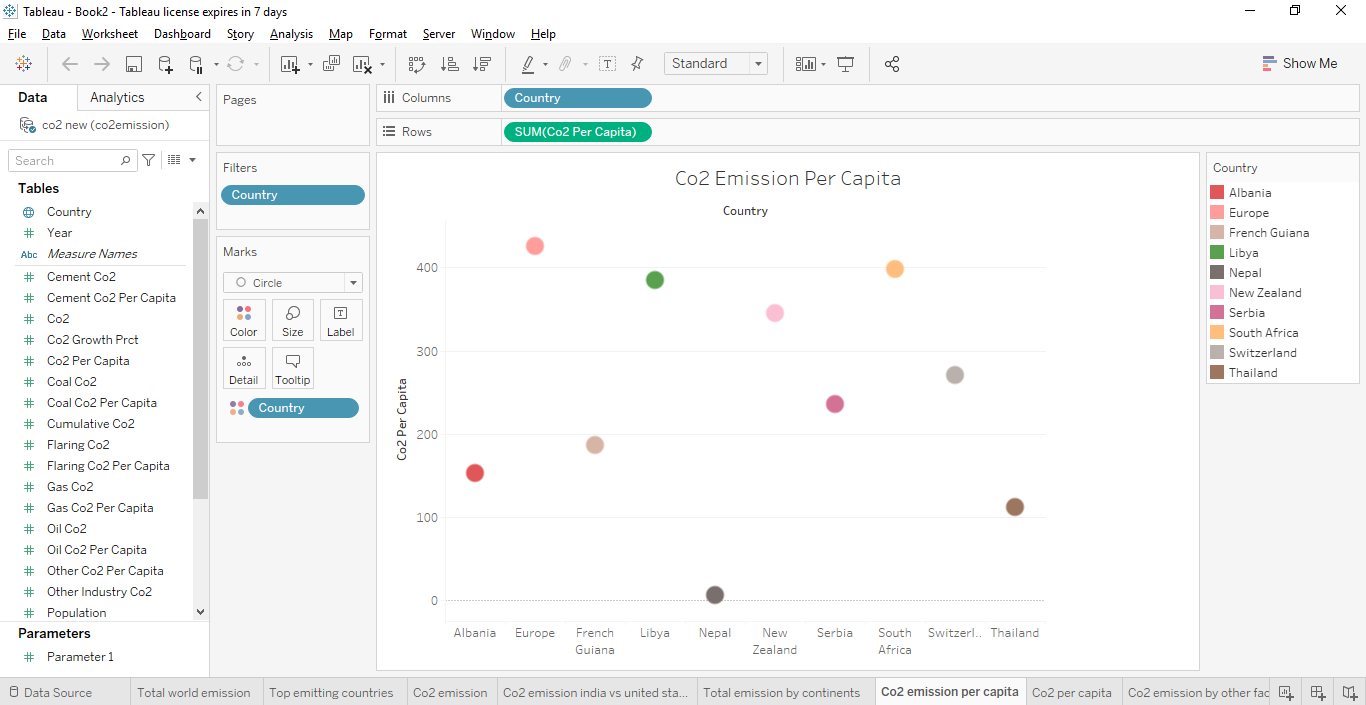 Tableau - Book2 - Tableau license expires in 7 days
File Data Worksheet Dashboard Story Analysis Map Format Server Window Help
Standard
Show Me
Data Analytics
co2 new (co2emission)
Search
Tables
Country
Year
Abc Measure Names
Cement Co2
Cement Co2 Per Capita
Co2
Co2 Growth Prct
Co2 Per Capita
Coal Co2
Coal Co2 Per Capita
Cumulative Co2
Flaring Co2
Flaring Co2 Per Capita
Gas Co2
Gas Co2 Per Capita
Oil Co2
Oil Co2 Per Capita
Other Co2 Per Capita
Other Industry Co2
Population
Parameters
Parameter 1
Pages
Filters
Country
Marks
Circle
Color Size Label
Detail Tooltip
Country
Columns Country
Rows SUM(Co2 Per Capita)
Co2 Emission Per Capita
Country
Co2 Per Capita
400
300
200
100
0
Albania Europe French Guiana Libya Nepal New Zealand Serbia South Africa Switzerl.. Thailand
Country
Albania
Europe
French Guiana
Libya
Nepal
New Zealand
Serbia
South Africa
Switzerland
Thailand
Data Source Total world emission Top emitting countries Co2 emission Co2 emission india vs united sta... Total emission by continents Co2 emission per capita Co2 per capita Co2 emission by other fac